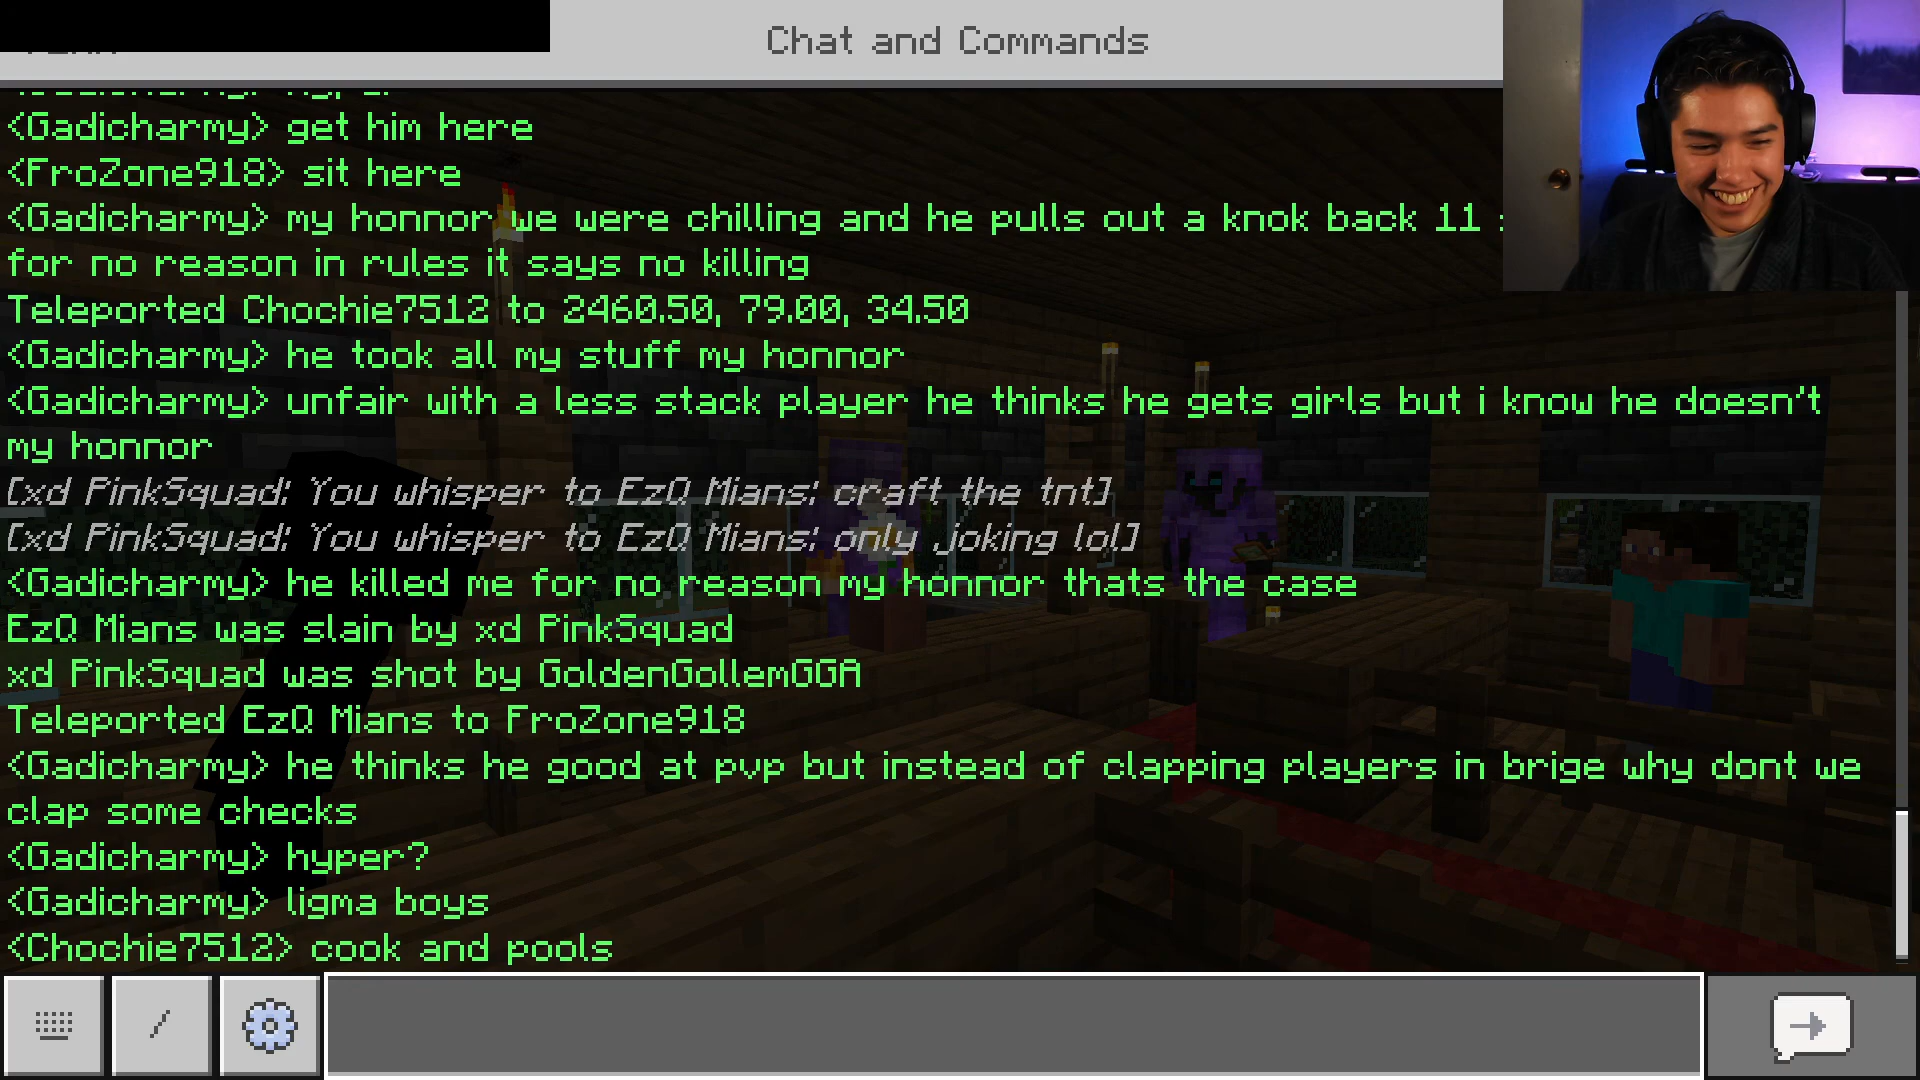 Chat and Commands
<Gadicharmy> get him here
<FroZone918> sit here
<Gadicharmy> my honnor we were chilling and he pulls out a knok back 11
for no reason in rules it says no killing
Teleported Chochie7512 to 2460.50, 79.00, 34.50
<Gadicharmy> he took all my stuff my honnor
<Gadicharmy> unfair with a less stack player he thinks he gets girls but i know he doesn't
my honnor
[xd PinkSquad: You whisper to EzQ Mians: craft the tnt]
[xd PinkSquad: You whisper to EzQ Mians: only joking lol]
<Gadicharmy> he killed me for no reason my honnor thats the case
EzQ Mians was slain by xd PinkSquad
xd PinkSquad was shot by GoldenGollemGGA
Teleported EzQ Mians to FroZone918
<Gadicharmy> he thinks he good at pvp but instead of clapping players in brige why dont we
clap some checks
<Gadicharmy> hyper?
<Gadicharmy> ligma boys
<Chochie7512> cook and pools
/